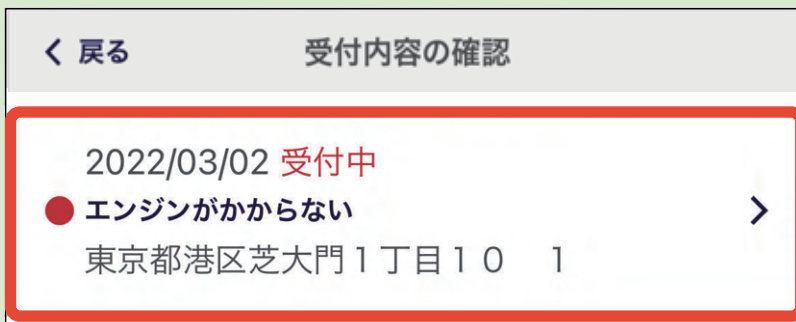 戻る 受付内容の確認
2022/03/02 受付中
エンジンがかからない
東京都港区芝大門1丁目10 1